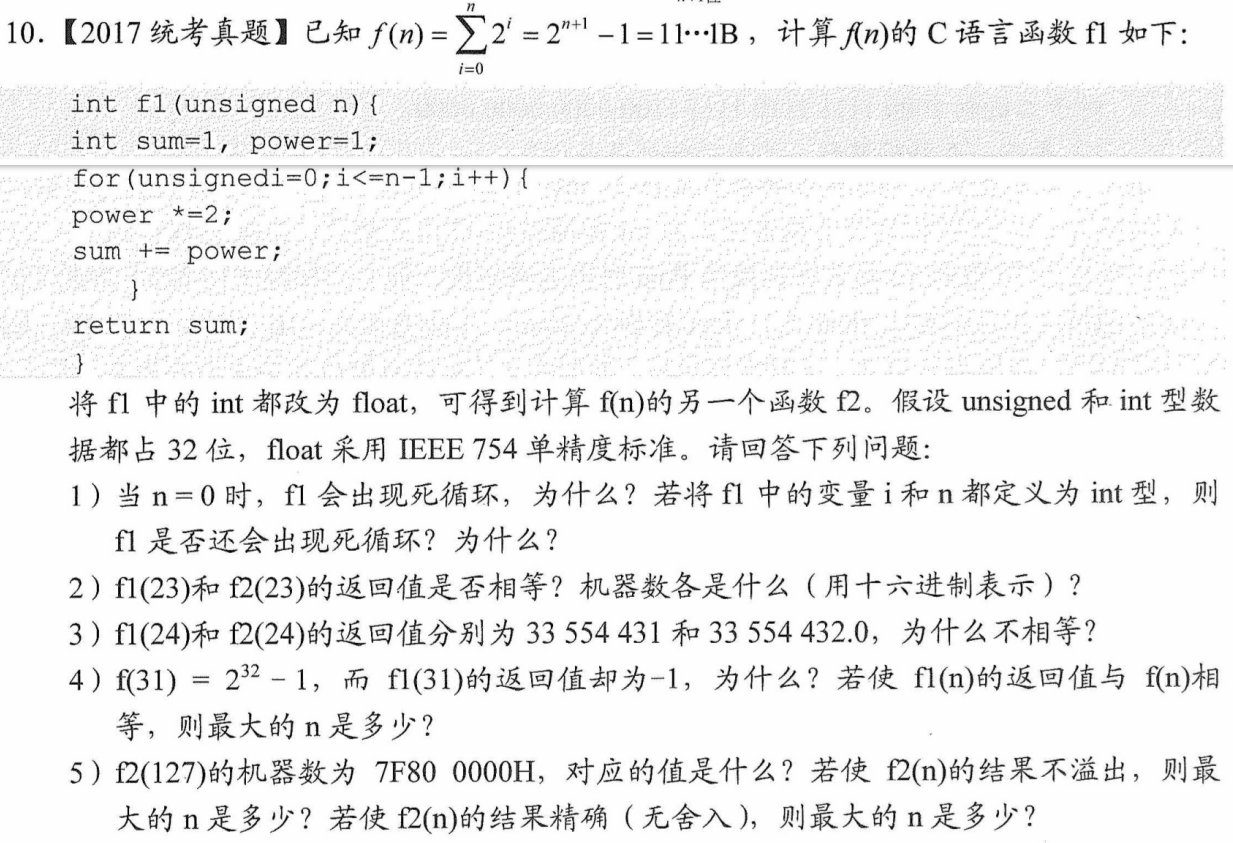 10.【2017 统考真题】已知 f(n) = \sum_{i=0}^{n} 2^i = 2^{n+1} − 1 = 11⋯1B，计算 f(n)的 C 语言函数 f1 如下：
int f1(unsigned n){
int sum=1, power=1;
for(unsignedi=0;i<=n-1;i++){
power *=2;
sum += power;
}
return sum;
}
将 f1 中的 int 都改为 float，可得到计算 f(n)的另一个函数 f2。假设 unsigned 和 int 型数
据都占 32 位，float 采用 IEEE 754 单精度标准。请回答下列问题：
1）当 n = 0 时，f1 会出现死循环，为什么？若将 f1 中的变量 i 和 n 都定义为 int 型，则
f1 是否还会出现死循环？为什么？
2）f1(23)和 f2(23)的返回值是否相等？机器数各是什么（用十六进制表示）？
3）f1(24)和 f2(24)的返回值分别为 33 554 431 和 33 554 432.0，为什么不相等？
4）f(31) = 2^{32} − 1，而 f1(31)的返回值却为−1，为什么？若使 f1(n)的返回值与 f(n)相
等，则最大的 n 是多少？
5）f2(127)的机器数为 7F80 0000H，对应的值是什么？若使 f2(n)的结果不溢出，则最
大的 n 是多少？若使 f2(n)的结果精确（无舍入），则最大的 n 是多少？